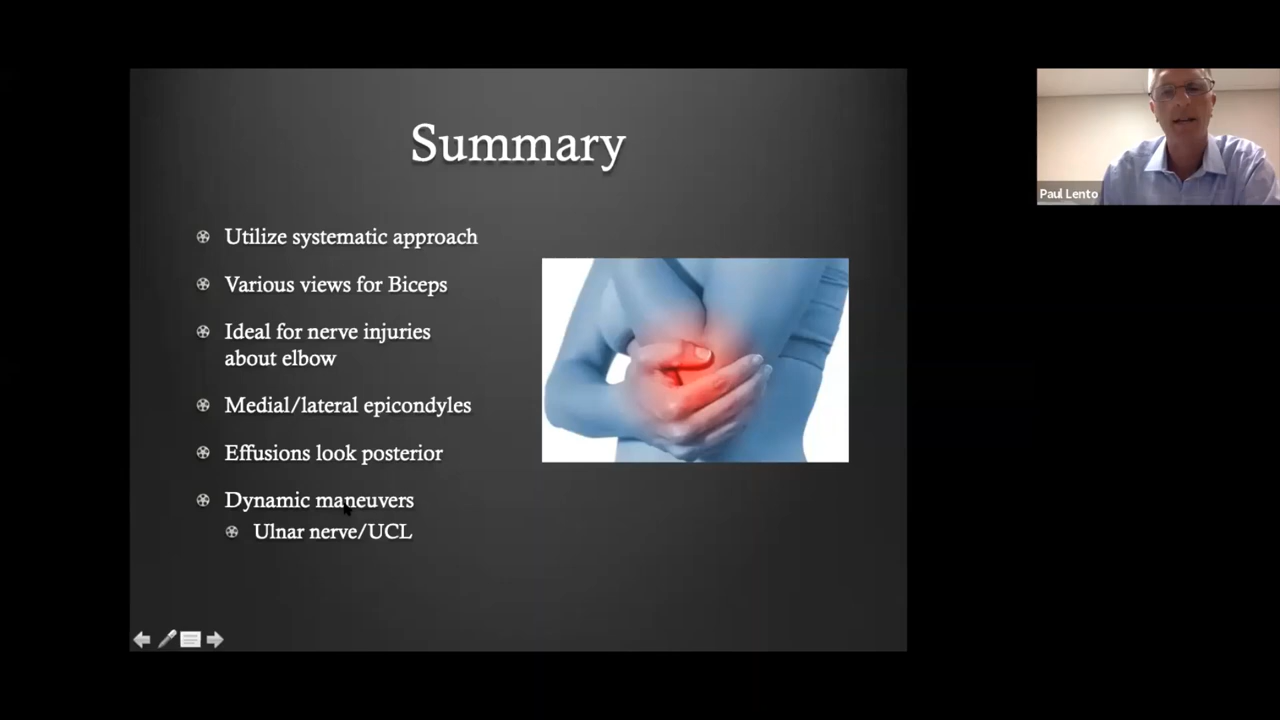 Summary
Utilize systematic approach
Various views for Biceps
Ideal for nerve injuries
about elbow
Medial/lateral epicondyles
Effusions look posterior
Dynamic maneuvers
Ulnar nerve/UCL
Paul Lento